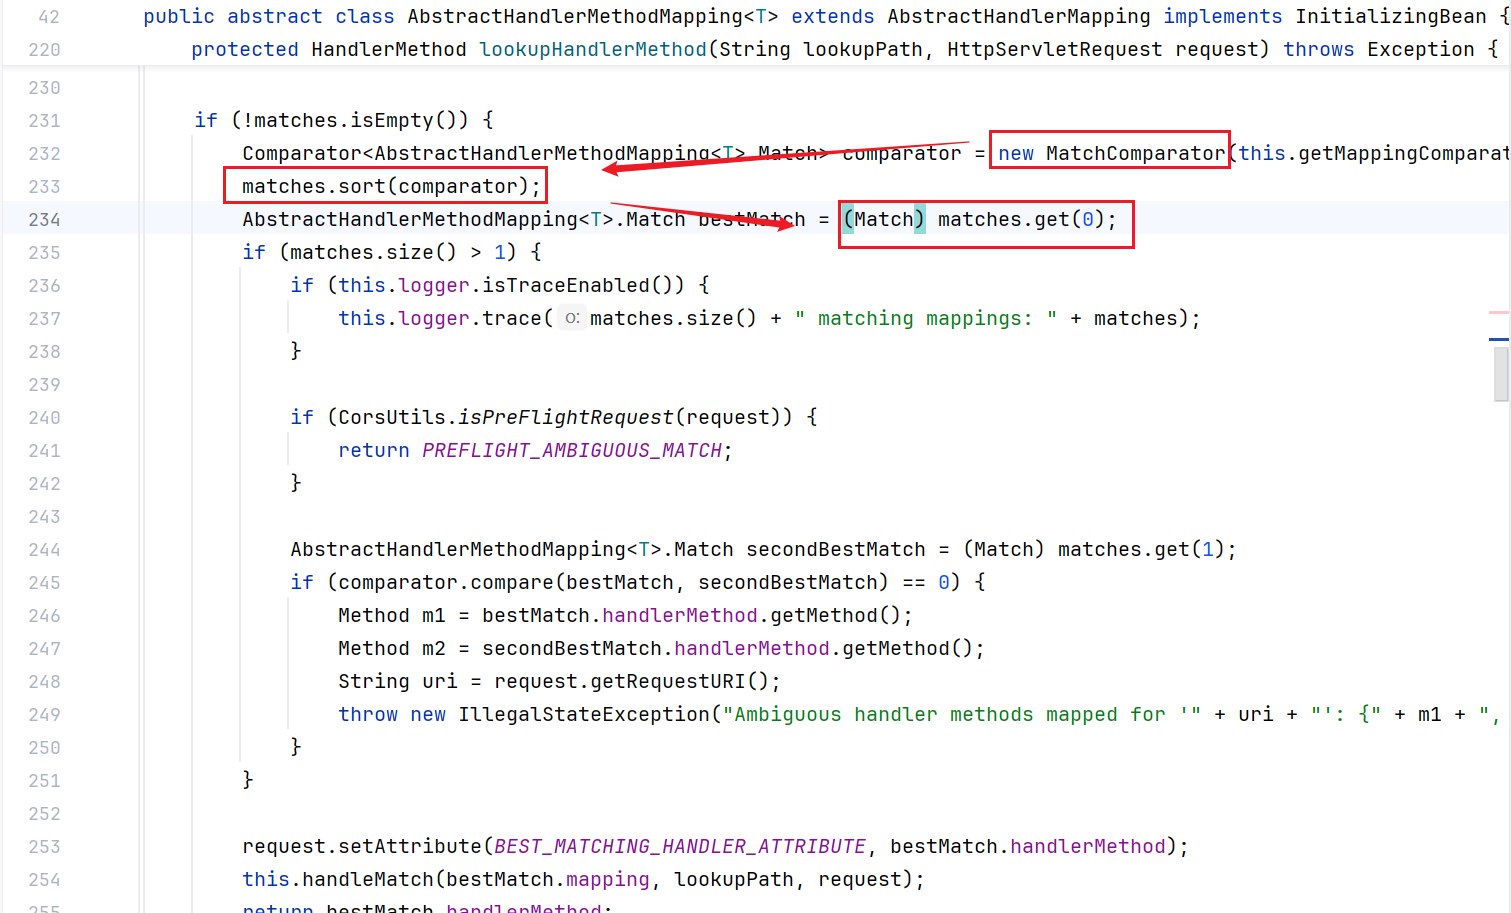 42 public abstract class AbstractHandlerMethodMapping<T> extends AbstractHandlerMapping implements InitializingBean {
220 protected HandlerMethod lookupHandlerMethod(String lookupPath, HttpServletRequest request) throws Exception {
230
231 if (!matches.isEmpty()) {
232 Comparator<AbstractHandlerMethodMapping<T>.Match> comparator = new MatchComparator(this.getMappingComparat
233 matches.sort(comparator);
234 AbstractHandlerMethodMapping<T>.Match bestMatch = (Match) matches.get(0);
235 if (matches.size() > 1) {
236 if (this.logger.isTraceEnabled()) {
237 this.logger.trace( o: matches.size() + " matching mappings: " + matches);
238 }
239
240 if (CorsUtils.isPreFlightRequest(request)) {
241 return PREFLIGHT_AMBIGUOUS_MATCH;
242 }
243
244 AbstractHandlerMethodMapping<T>.Match secondBestMatch = (Match) matches.get(1);
245 if (comparator.compare(bestMatch, secondBestMatch) == 0) {
246 Method m1 = bestMatch.handlerMethod.getMethod();
247 Method m2 = secondBestMatch.handlerMethod.getMethod();
248 String uri = request.getRequestURI();
249 throw new IllegalStateException("Ambiguous handler methods mapped for '" + uri + "': {" + m1 + ",
250 }
251 }
252
253 request.setAttribute(BEST_MATCHING_HANDLER_ATTRIBUTE, bestMatch.handlerMethod);
254 this.handleMatch(bestMatch.mapping, lookupPath, request);
255 return bestMatch.handlerMethod;